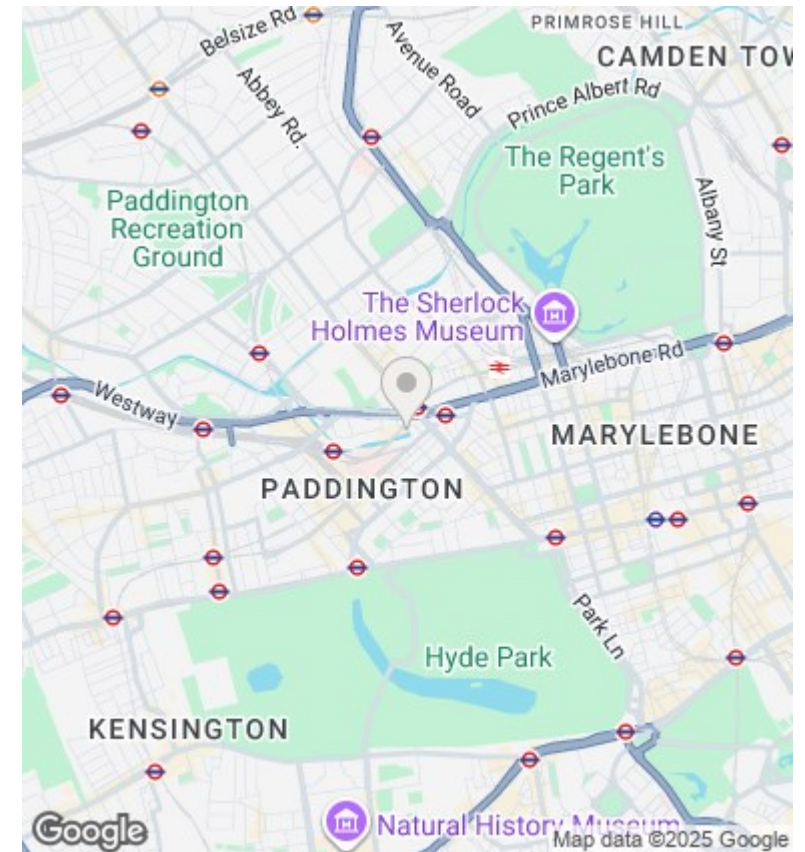 PRIMROSE HILL
Belsize Rd
Avenue Road
CAMDEN TOW
Abbey Rd.
Prince Albert Rd
The Regent's
Park
Albany St
Paddington
Recreation
Ground
The Sherlock
Holmes Museum
Marylebone Rd
Westway
MARYLEBONE
PADDINGTON
Park Ln
Hyde Park
KENSINGTON
Natural History Museum
Google
Map data ©2025 Google